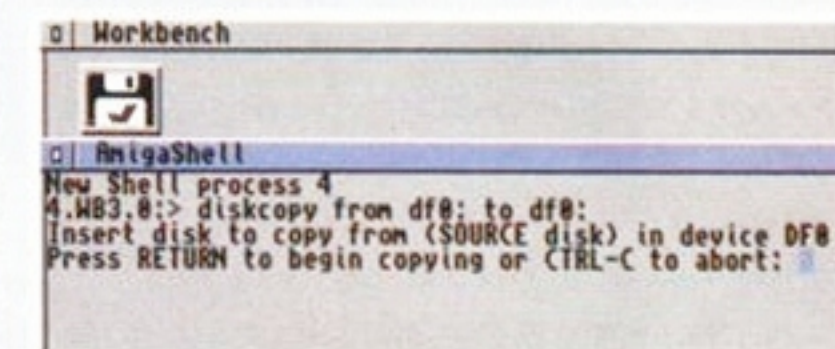 Workbench
AmigaShell
New Shell process 4
4.WB3.0:> diskcopy from df0: to df0:
Insert disk to copy from (SOURCE disk) in device DF0
Press RETURN to begin copying or CTRL-C to abort: